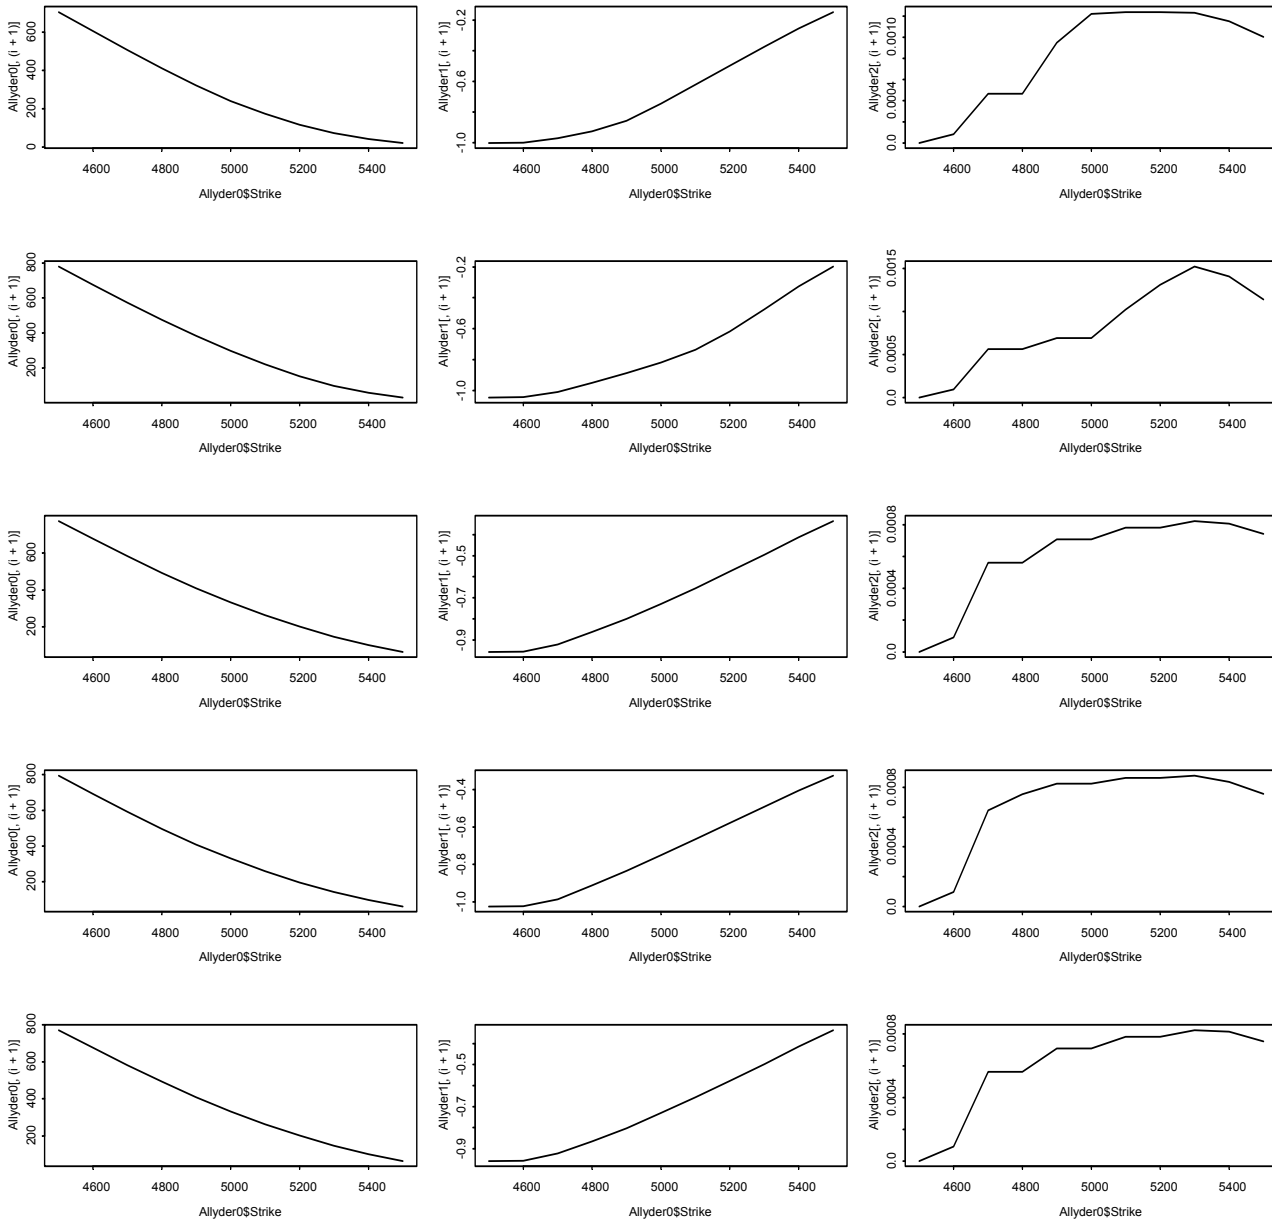 Allyder0[, (i + 1)]
0 200 400 600
4600 4800 5000 5200 5400
Allyder0$Strike
Allyder1[, (i + 1)]
-1.0 -0.6 -0.2
4600 4800 5000 5200 5400
Allyder0$Strike
Allyder2[, (i + 1)]
0.0 0.0004 0.0010
4600 4800 5000 5200 5400
Allyder0$Strike
Allyder0[, (i + 1)]
200 400 600 800
4600 4800 5000 5200 5400
Allyder0$Strike
Allyder1[, (i + 1)]
-1.0 -0.6 -0.2
4600 4800 5000 5200 5400
Allyder0$Strike
Allyder2[, (i + 1)]
0.0 0.0005 0.0015
4600 4800 5000 5200 5400
Allyder0$Strike
Allyder0[, (i + 1)]
200 400 600
4600 4800 5000 5200 5400
Allyder0$Strike
Allyder1[, (i + 1)]
-0.9 -0.7 -0.5
4600 4800 5000 5200 5400
Allyder0$Strike
Allyder2[, (i + 1)]
0.0 0.0004 0.0008
4600 4800 5000 5200 5400
Allyder0$Strike
Allyder0[, (i + 1)]
200 400 600 800
4600 4800 5000 5200 5400
Allyder0$Strike
Allyder1[, (i + 1)]
-1.0 -0.8 -0.6 -0.4
4600 4800 5000 5200 5400
Allyder0$Strike
Allyder2[, (i + 1)]
0.0 0.0004 0.0008
4600 4800 5000 5200 5400
Allyder0$Strike
Allyder0[, (i + 1)]
200 400 600 800
4600 4800 5000 5200 5400
Allyder0$Strike
Allyder1[, (i + 1)]
-0.9 -0.7 -0.5
4600 4800 5000 5200 5400
Allyder0$Strike
Allyder2[, (i + 1)]
0.0 0.0004 0.0008
4600 4800 5000 5200 5400
Allyder0$Strike